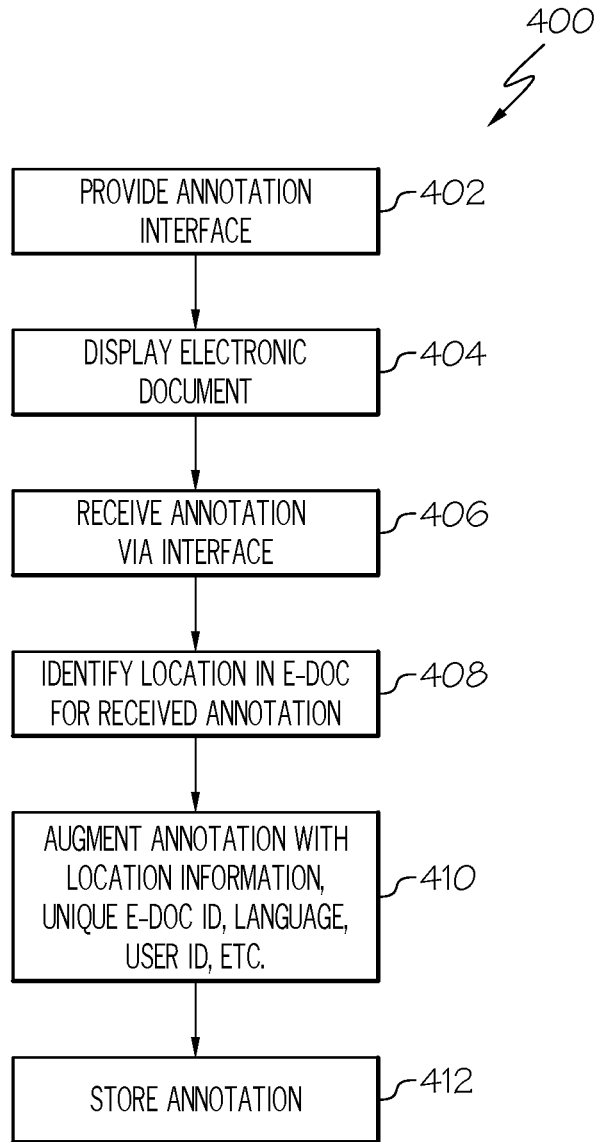 400
PROVIDE ANNOTATION
INTERFACE
402
DISPLAY ELECTRONIC
DOCUMENT
404
RECEIVE ANNOTATION
VIA INTERFACE
406
IDENTIFY LOCATION IN E-DOC
FOR RECEIVED ANNOTATION
408
AUGMENT ANNOTATION WITH
LOCATION INFORMATION,
UNIQUE E-DOC ID, LANGUAGE,
USER ID, ETC.
410
STORE ANNOTATION
412